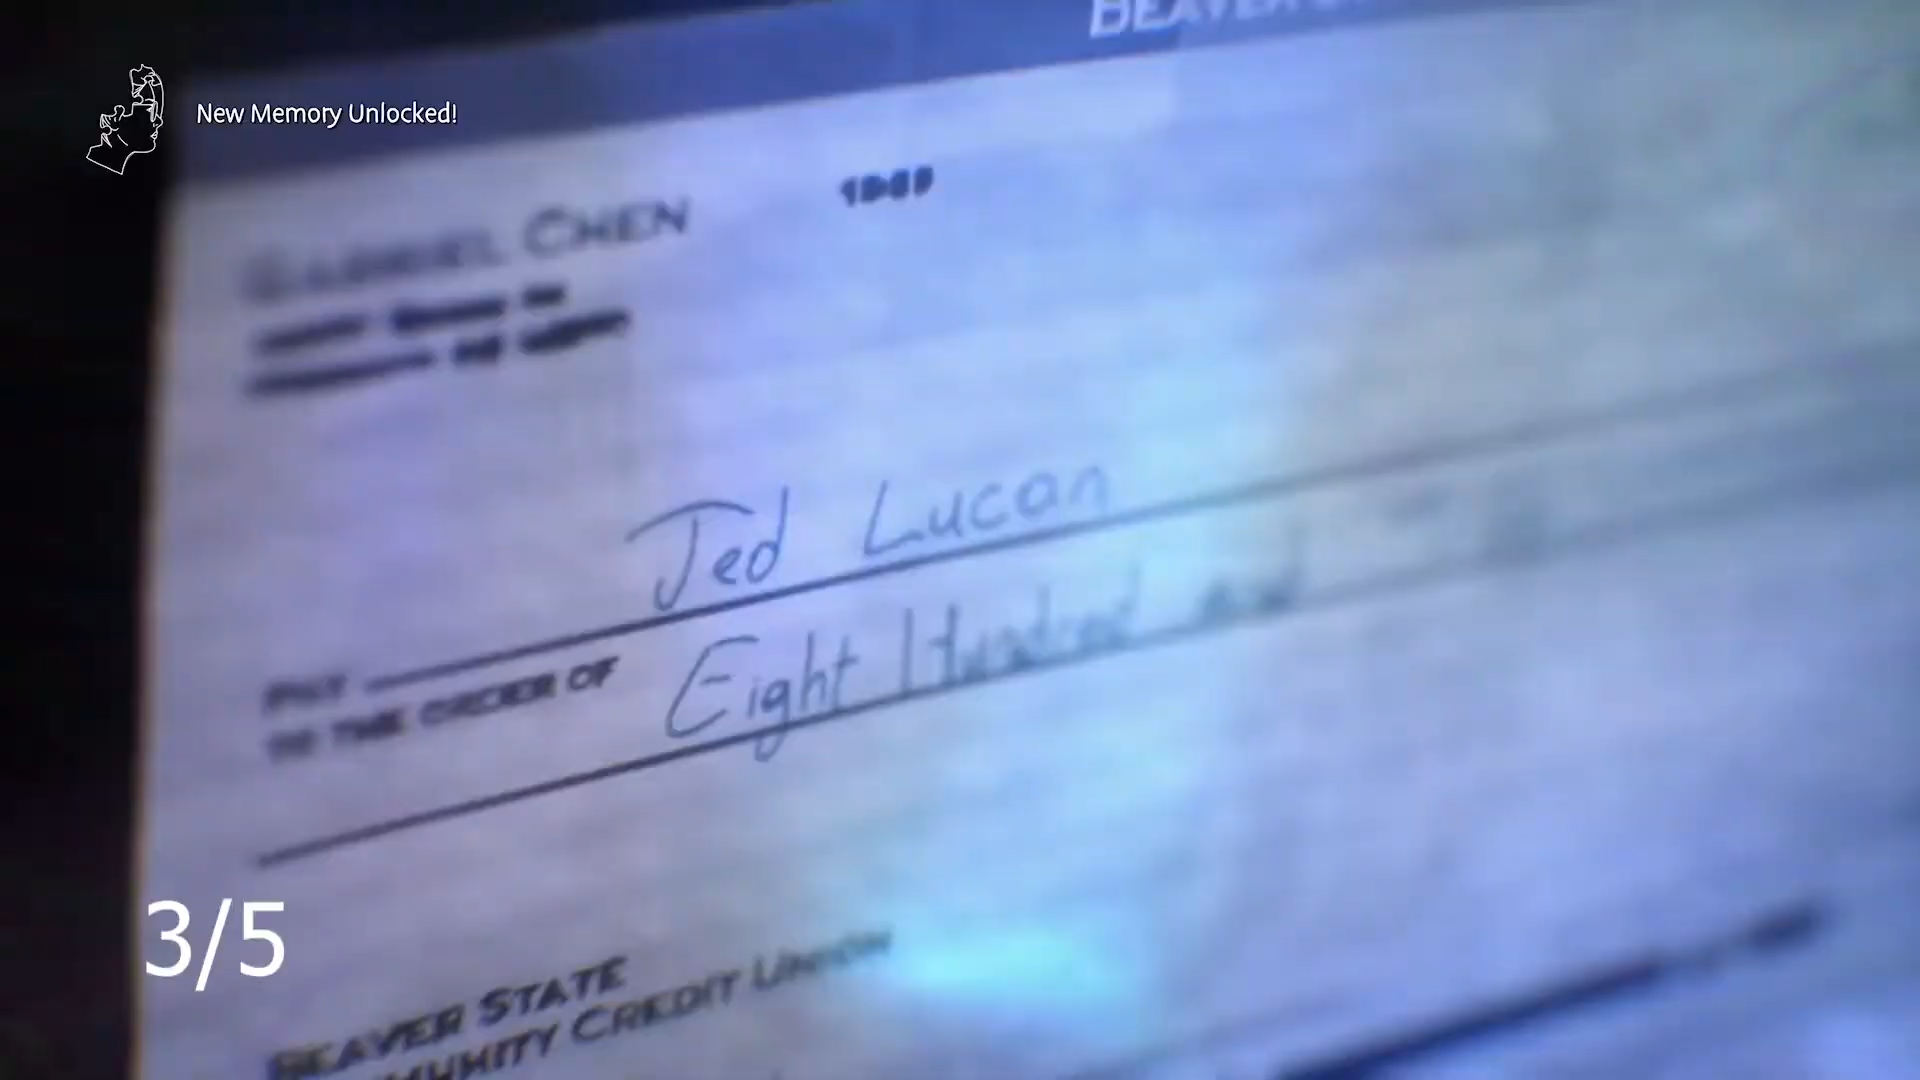 BEAVER
New Memory Unlocked!
GABRIEL CHEN
Jed Lucan
PAY
TO THE ORDER OF
Eight Hundred and
3/5
BEAVER STATE
COMMUNITY CREDIT UNION